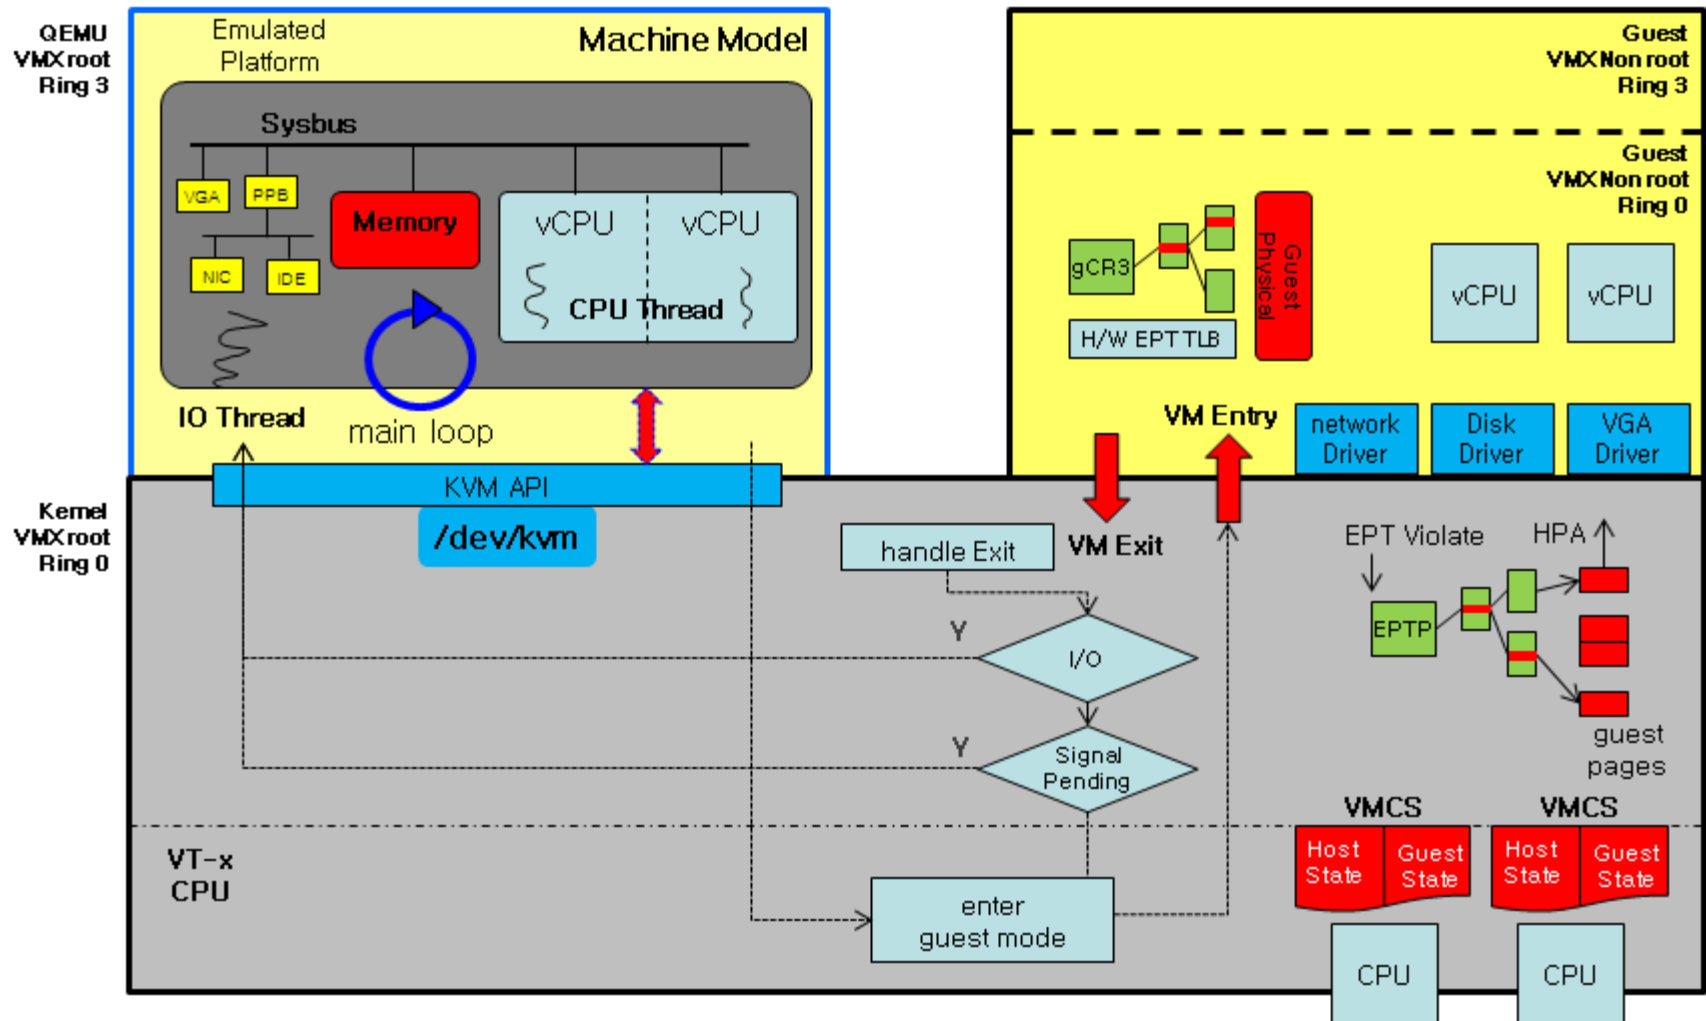 QEMU
VMX root
Ring 3
Emulated
Platform
Machine Model
Sysbus
VGA
PPB
NIC
IDE
Memory
vCPU
vCPU
CPU Thread
IO Thread
main loop
Guest
VMX Non root
Ring 3
Guest
VMX Non root
Ring 0
gCR3
H/W EPT TLB
Guest
Physical
vCPU
vCPU
VM Entry
network
Driver
Disk
Driver
VGA
Driver
Kernel
VMX root
Ring 0
KVM API
/dev/kvm
handle Exit
VM Exit
EPT Violate
HPA
EPTP
guest
pages
Y
I/O
Y
Signal
Pending
VT-x
CPU
enter
guest mode
VMCS
VMCS
Host
State
Guest
State
Host
State
Guest
State
CPU
CPU